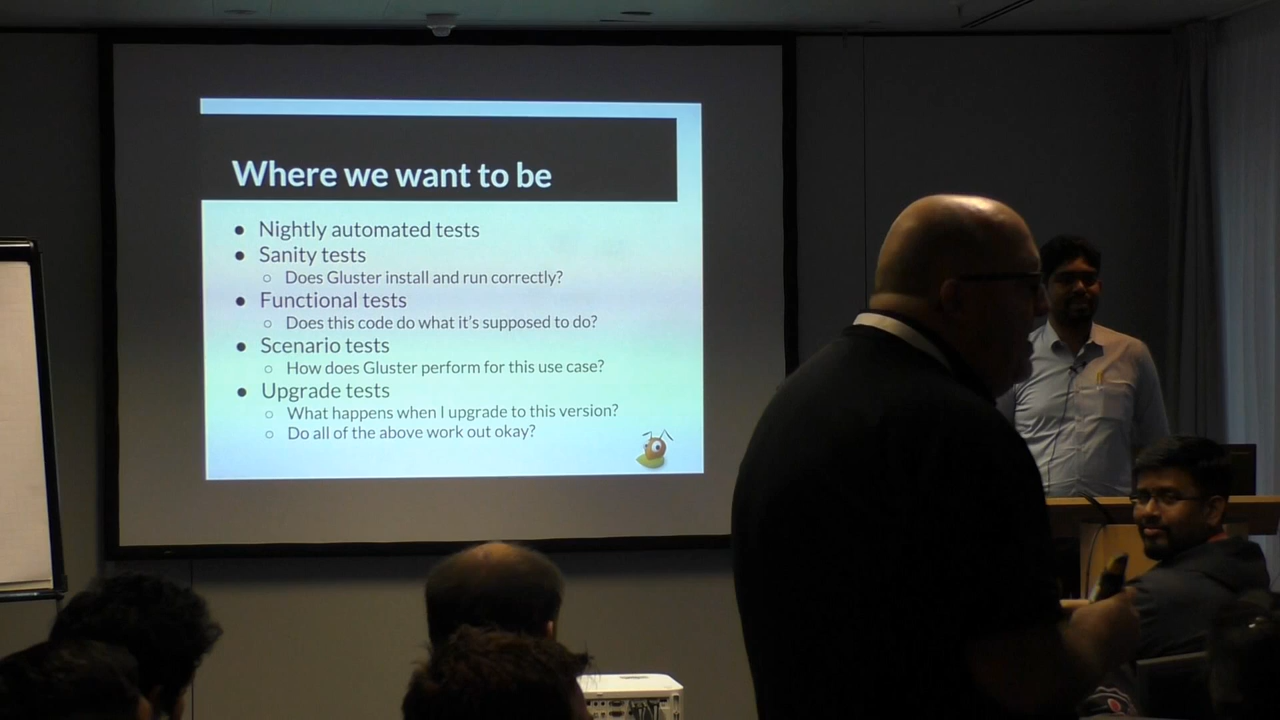 Where we want to be
● Nightly automated tests
● Sanity tests
○ Does Gluster install and run correctly?
● Functional tests
○ Does this code do what it's supposed to do?
● Scenario tests
○ How does Gluster perform for this use case?
● Upgrade tests
○ What happens when I upgrade to this version?
○ Do all of the above work out okay?